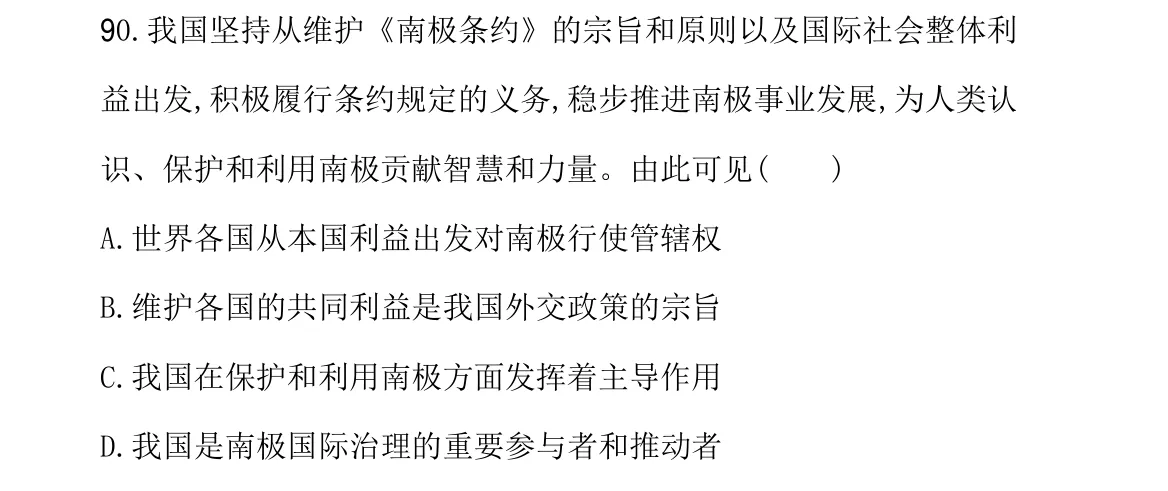 90.我国坚持从维护《南极条约》的宗旨和原则以及国际社会整体利
益出发,积极履行条约规定的义务,稳步推进南极事业发展,为人类认
识、保护和利用南极贡献智慧和力量。由此可见(　　)
A.世界各国从本国利益出发对南极行使管辖权
B.维护各国的共同利益是我国外交政策的宗旨
C.我国在保护和利用南极方面发挥着主导作用
D.我国是南极国际治理的重要参与者和推动者